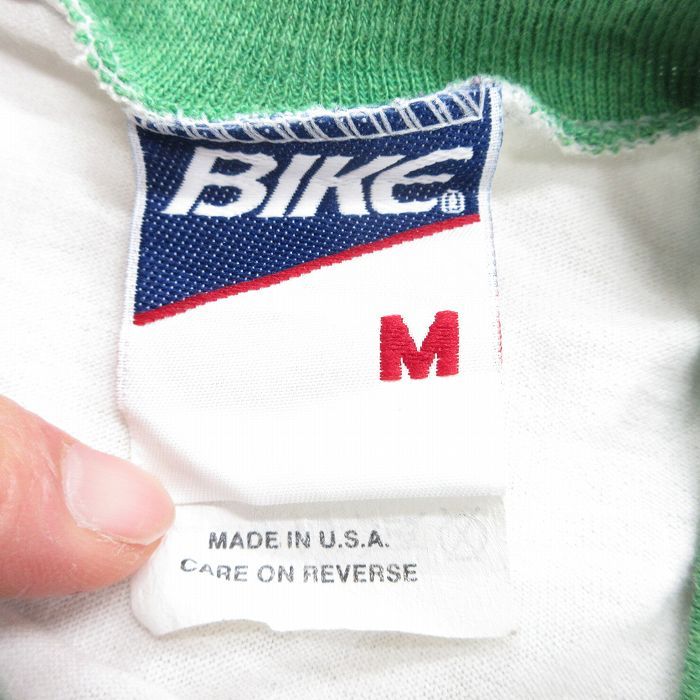 BIKE®
M
MADE IN U.S.A.
CARE ON REVERSE